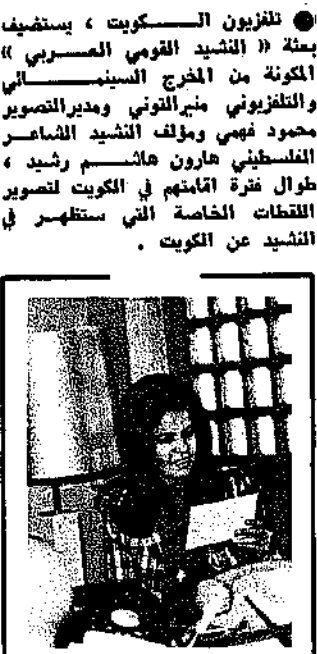 ● تلفزيون الكويت ، يستضيف
بعثة « النشيد القومي العربي »
المكونة من المخرج السينمائي
والتلفزيوني منير التوني ومدير التصوير
محمود فهمي ومؤلف النشيد الشاعر
الفلسطيني هارون هاشم رشيد ،
طوال فترة اقامتهم في الكويت لتصوير
اللقطات الخاصة التي ستظهر في
النشيد عن الكويت .